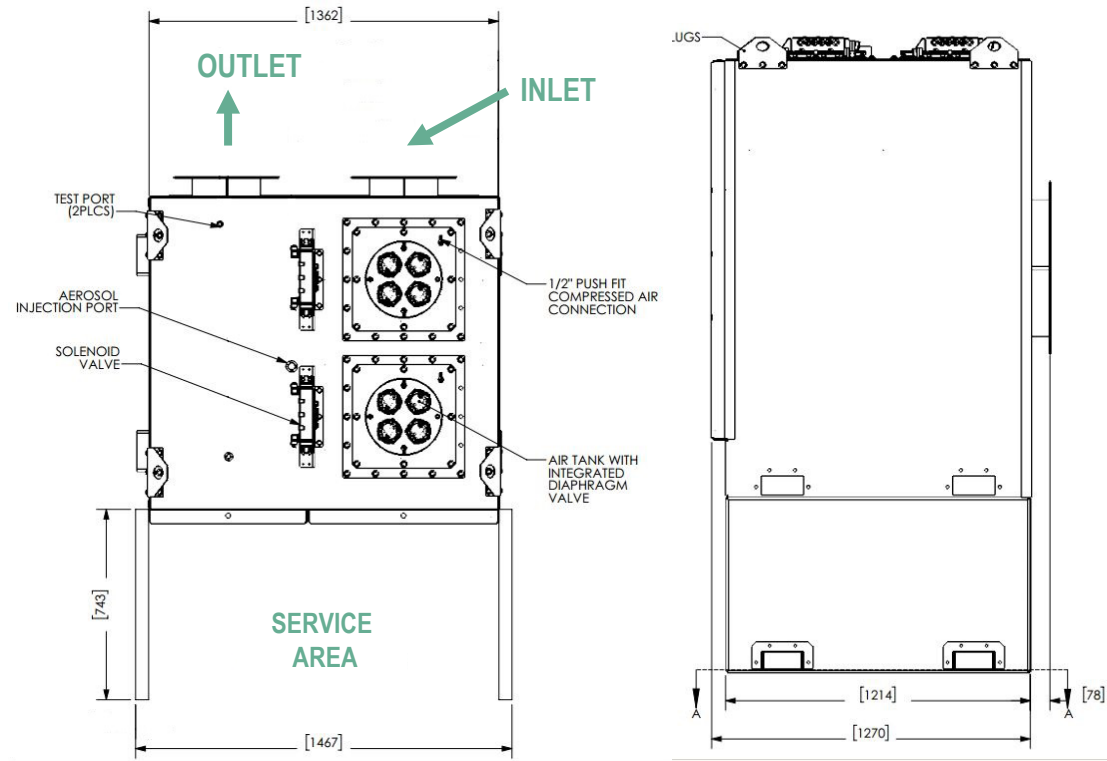 [1362]
OUTLET
INLET
TEST PORT
(2PLCS)
AEROSOL
INJECTION PORT
SOLENOID
VALVE
1/2" PUSH FIT
COMPRESSED AIR
CONNECTION
AIR TANK WITH
INTEGRATED
DIAPHRAGM
VALVE
[743]
SERVICE
AREA
[1467]
.UGS
A
[1214]
A
[78]
[1270]